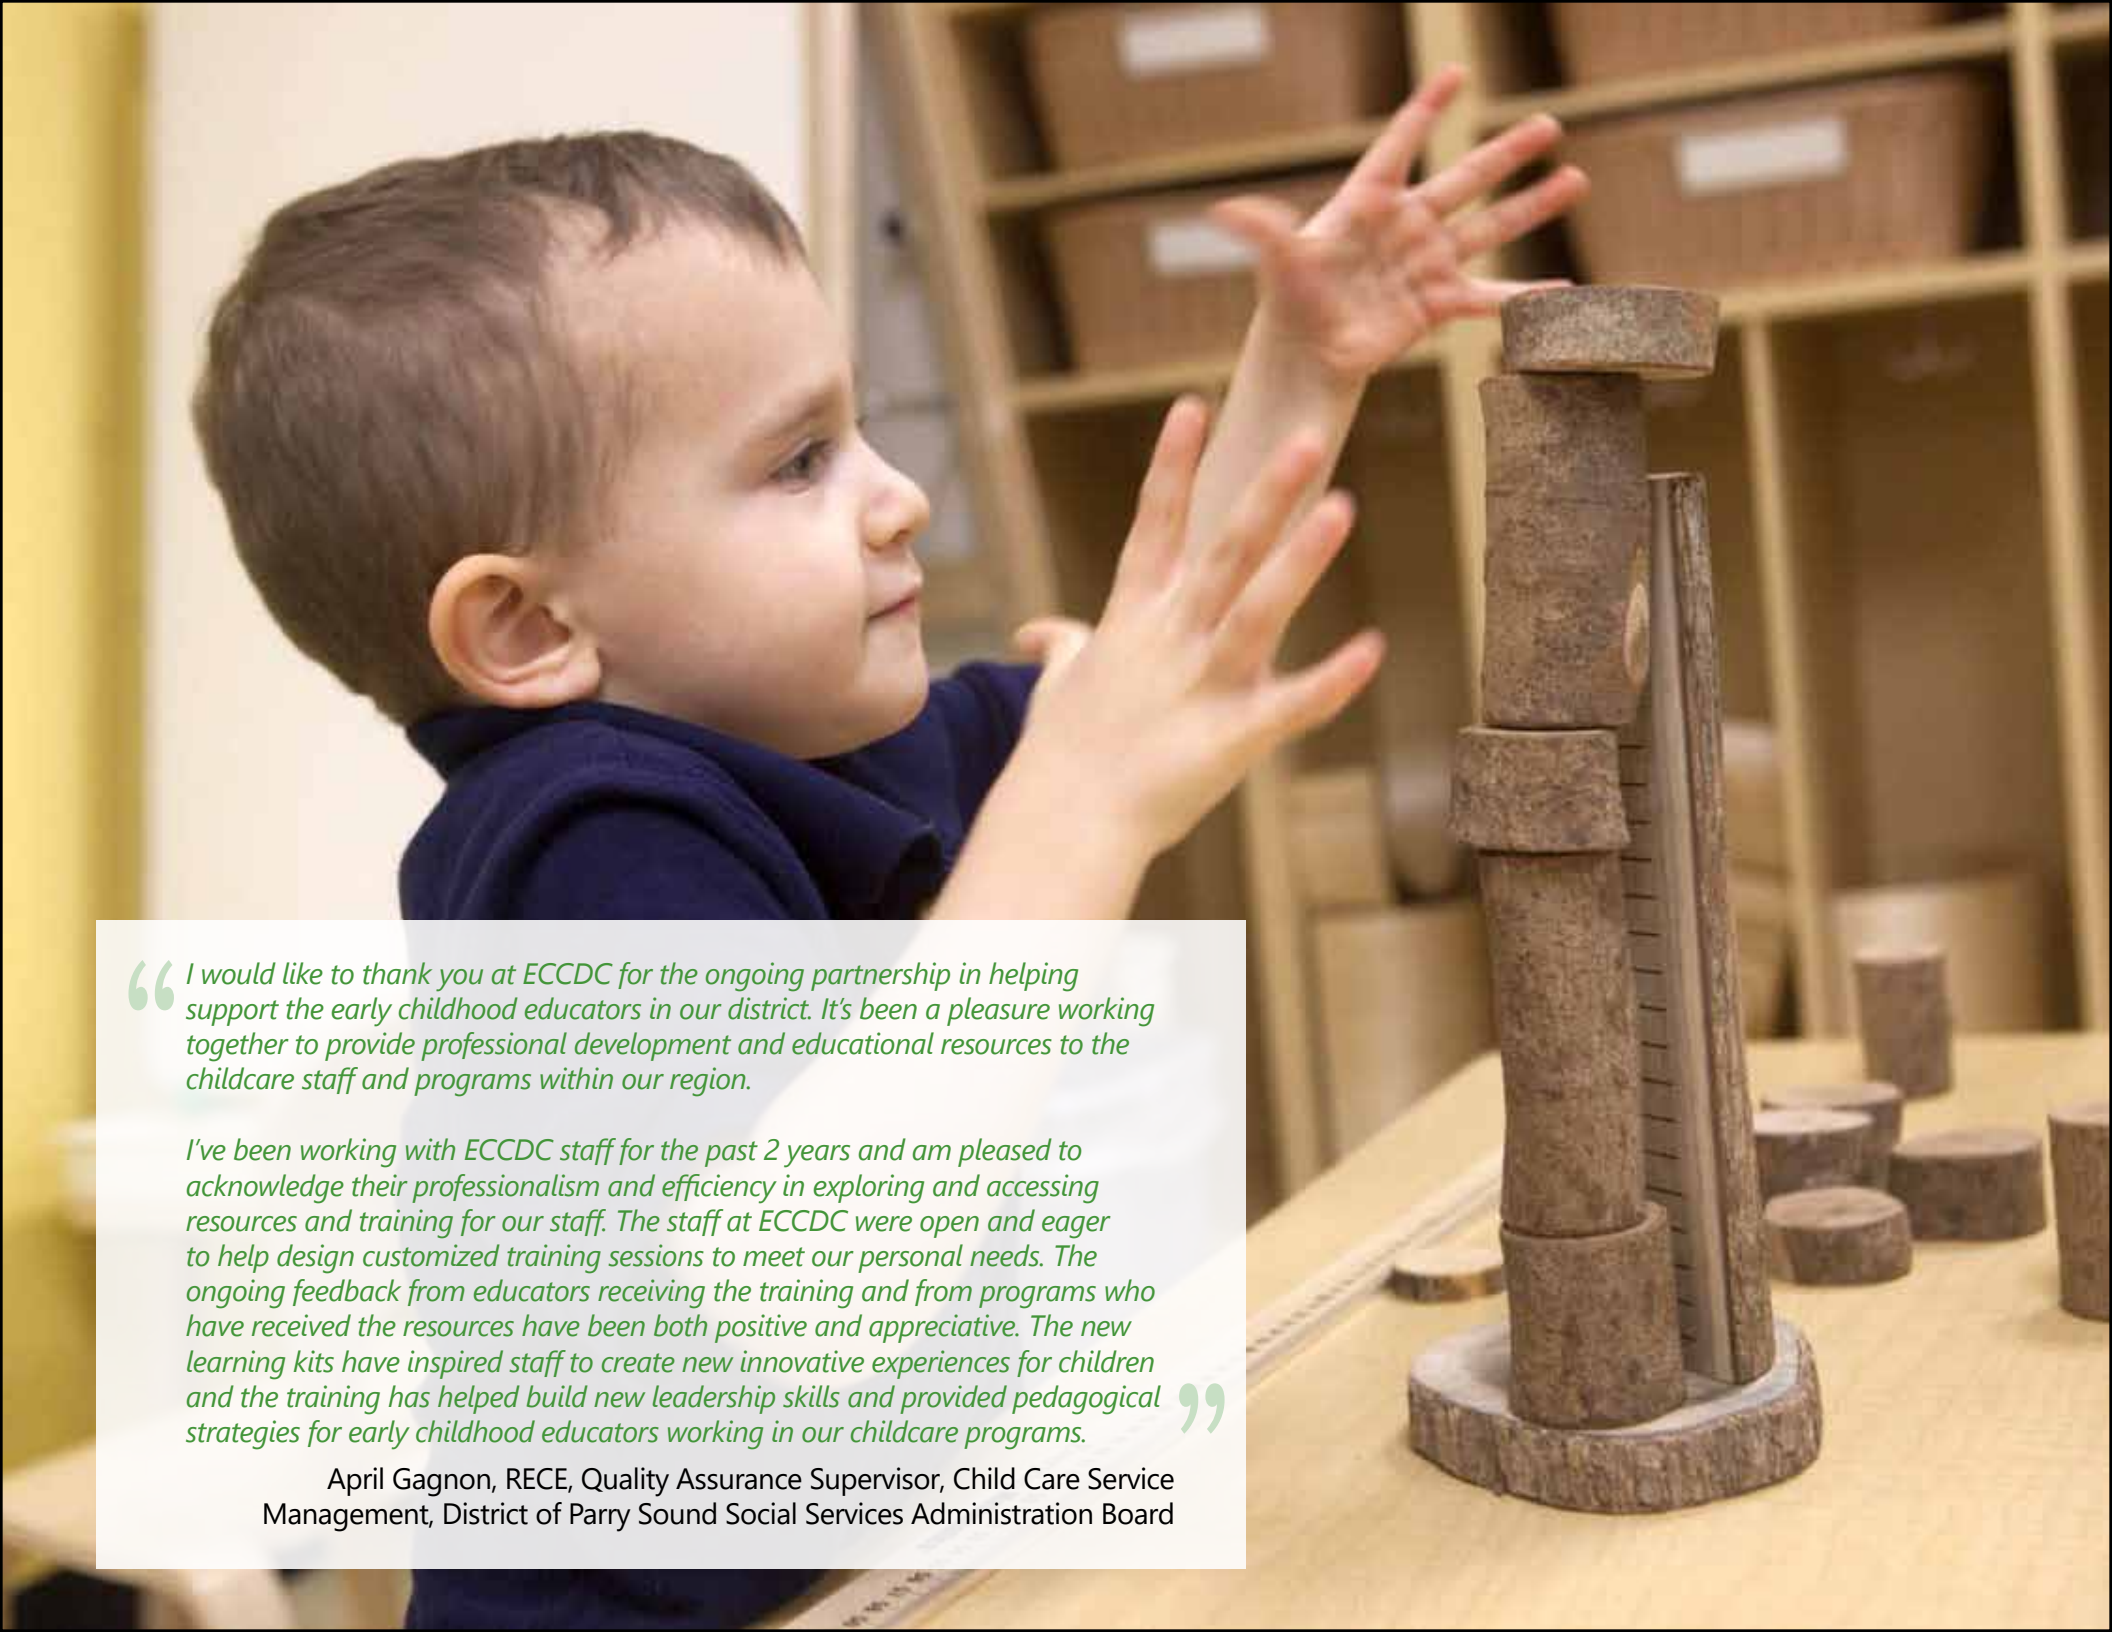 “ I would like to thank you at ECCDC for the ongoing partnership in helping
support the early childhood educators in our district. It’s been a pleasure working
together to provide professional development and educational resources to the
childcare staff and programs within our region.
I’ve been working with ECCDC staff for the past 2 years and am pleased to
acknowledge their professionalism and efficiency in exploring and accessing
resources and training for our staff. The staff at ECCDC were open and eager
to help design customized training sessions to meet our personal needs. The
ongoing feedback from educators receiving the training and from programs who
have received the resources have been both positive and appreciative. The new
learning kits have inspired staff to create new innovative experiences for children
and the training has helped build new leadership skills and provided pedagogical
strategies for early childhood educators working in our childcare programs. ”
April Gagnon, RECE, Quality Assurance Supervisor, Child Care Service
Management, District of Parry Sound Social Services Administration Board